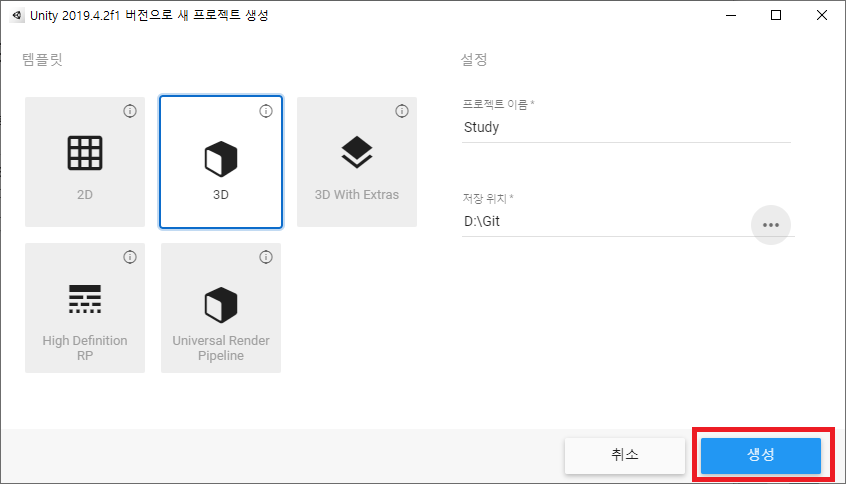 Unity 2019.4.2f1 버전으로 새 프로젝트 생성
템플릿
2D
3D
3D With Extras
High Definition
RP
Universal Render
Pipeline
설정
프로젝트 이름 *
Study
저장 위치 *
D:\Git
취소
생성